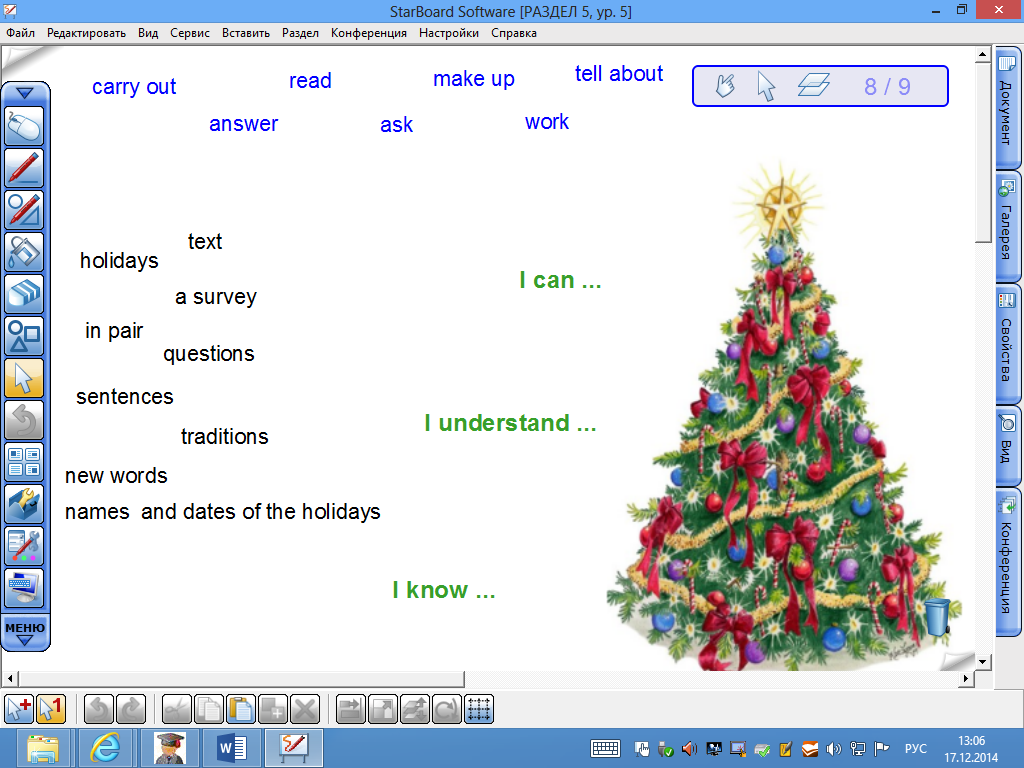 StarBoard Software [РАЗДЕЛ 5, ур. 5]
Файл Редактировать Вид Сервис Вставить Раздел Конференция Настройки Справка
carry out read make up tell about
8 / 9
answer ask work
text
holidays
I can ...
a survey
in pair
questions
sentences
I understand ...
traditions
new words
names and dates of the holidays
I know ...
МЕНЮ
Документ
Галерея
Свойства
Вид
Конференция
РУС
13:06
17.12.2014